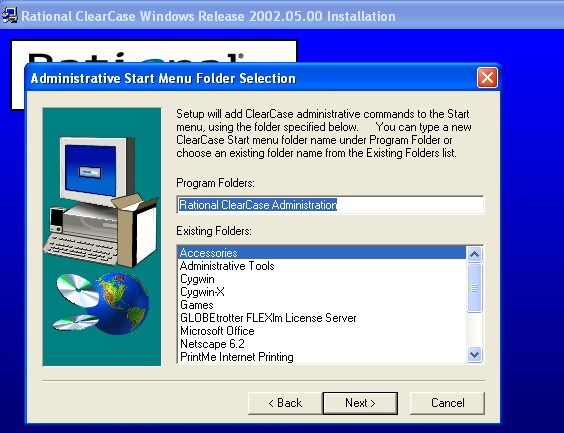 Rational ClearCase Windows Release 2002.05.00 Installation
Rational
Administrative Start Menu Folder Selection
Setup will add ClearCase administrative commands to the Start
menu, using the folder specified below. You can type a new
ClearCase Start menu folder name under Program Folder or
choose an existing folder name from the Existing Folders list.
Program Folders:
Rational ClearCase Administration
Existing Folders:
Accessories
Administrative Tools
Cygwin
Cygwin-X
Games
GLOBEtrotter FLEXlm License Server
Microsoft Office
Netscape 6.2
PrintMe Internet Printing
< Back
Next >
Cancel